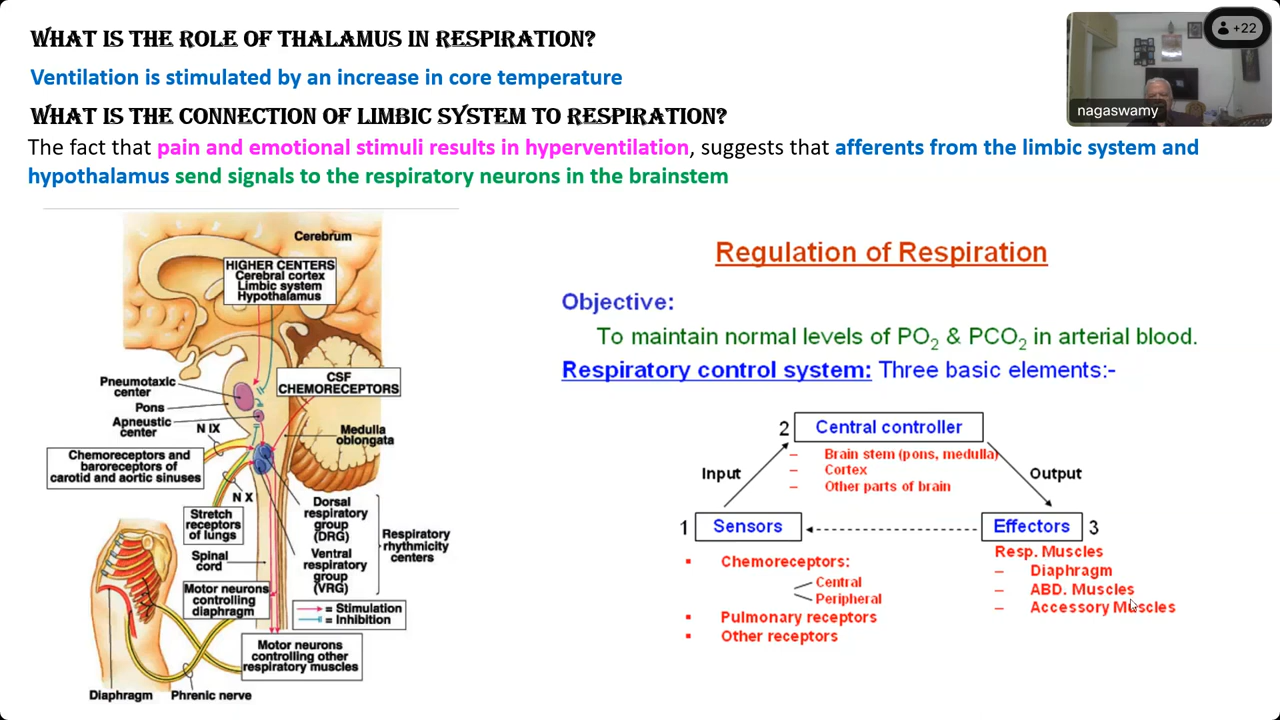 WHAT IS THE ROLE OF THALAMUS IN RESPIRATION?
+22
Ventilation is stimulated by an increase in core temperature
nagaswamy
WHAT IS THE CONNECTION OF LIMBIC SYSTEM TO RESPIRATION?
The fact that pain and emotional stimuli results in hyperventilation, suggests that afferents from the limbic system and
hypothalamus send signals to the respiratory neurons in the brainstem
Cerebrum
HIGHER CENTERS
Cerebral cortex
Limbic system
Hypothalamus
CSF
CHEMORECEPTORS
Pneumotaxic
center
Pons
Apneustic
center
N IX
Medulla
oblongata
Chemoreceptors and
baroreceptors of
carotid and aortic sinuses
N X
Stretch
receptors
of lungs
Dorsal
respiratory
group
(DRG)
Respiratory
rhythmicity
centers
Spinal
cord
Ventral
respiratory
group
(VRG)
Motor neurons
controlling
diaphragm
= Stimulation
= Inhibition
Motor neurons
controlling other
respiratory muscles
Diaphragm
Phrenic nerve
Regulation of Respiration
Objective:
To maintain normal levels of PO₂ & PCO₂ in arterial blood.
Respiratory control system: Three basic elements:-
2 Central controller
– Brain stem (pons, medulla)
– Cortex
– Other parts of brain
Input
Output
1 Sensors
Effectors 3
▪ Chemoreceptors:
Central
Peripheral
▪ Pulmonary receptors
▪ Other receptors
Resp. Muscles
– Diaphragm
– ABD. Muscles
– Accessory Muscles